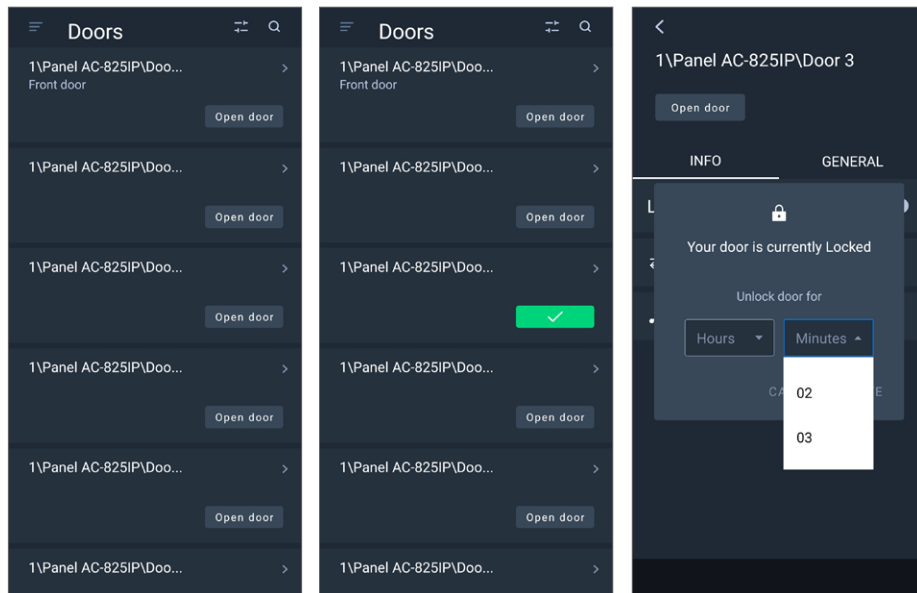 Doors
1\Panel AC-825IP\Doo...
Front door
Open door
1\Panel AC-825IP\Doo...
Open door
1\Panel AC-825IP\Doo...
Open door
1\Panel AC-825IP\Doo...
Open door
1\Panel AC-825IP\Doo...
Open door
1\Panel AC-825IP\Doo...
Doors
1\Panel AC-825IP\Doo...
Front door
Open door
1\Panel AC-825IP\Doo...
Open door
1\Panel AC-825IP\Doo...
1\Panel AC-825IP\Doo...
Open door
1\Panel AC-825IP\Doo...
Open door
1\Panel AC-825IP\Doo...
1\Panel AC-825IP\Door 3
Open door
INFO GENERAL
L
Your door is currently Locked
Unlock door for
Hours Minutes
CA E
02
03